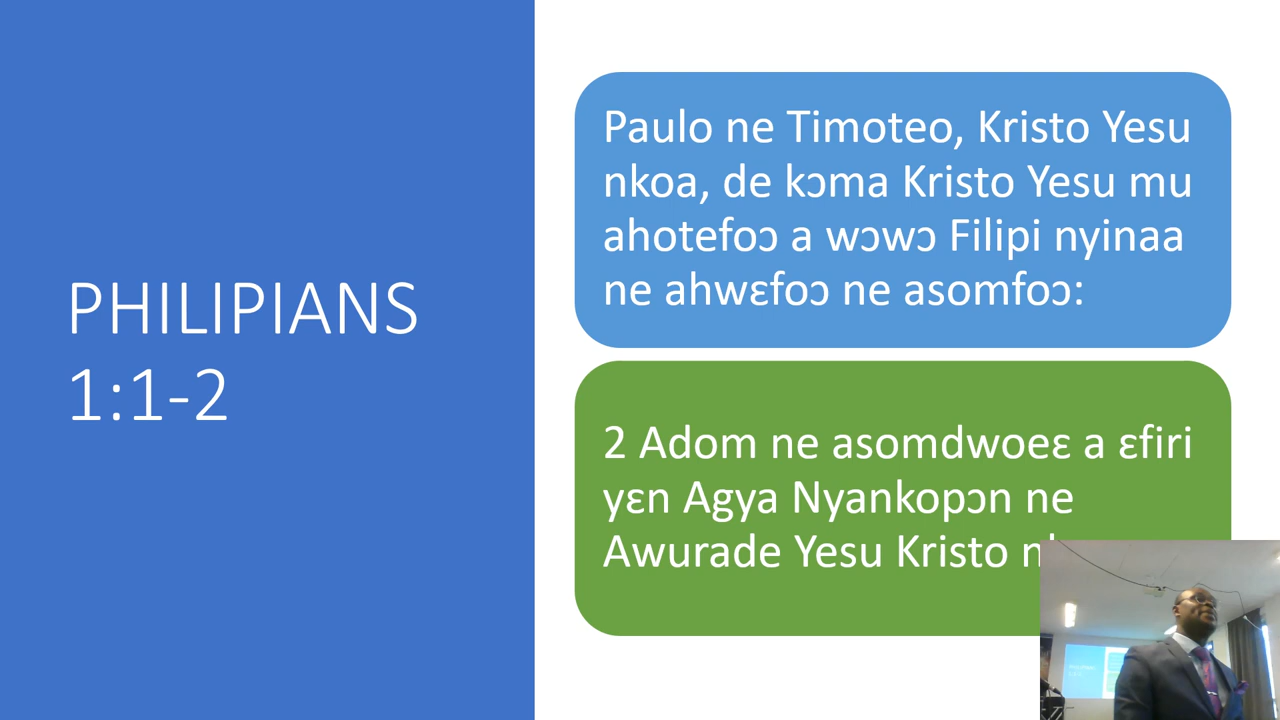 PHILIPIANS
1:1-2
Paulo ne Timoteo, Kristo Yesu
nkoa, de kɔma Kristo Yesu mu
ahotefoɔ a wɔwɔ Filipi nyinaa
ne ahwɛfoɔ ne asomfoɔ:
2 Adom ne asomdwoeɛ a ɛfiri
yɛn Agya Nyankopɔn ne
Awurade Yesu Kristo